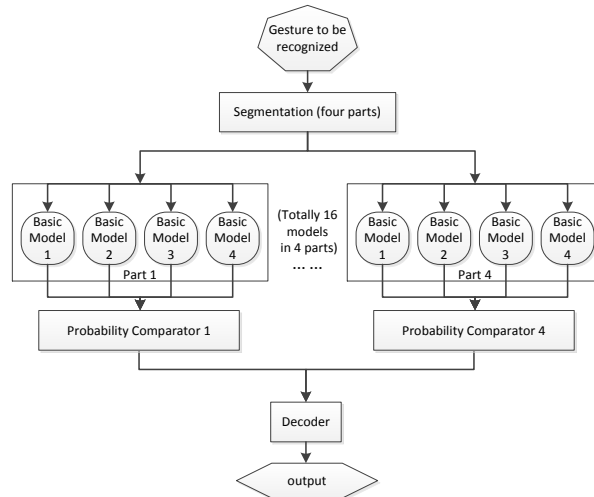 Gesture to be
recognized
Segmentation (four parts)
Basic
Model
1
Basic
Model
2
Basic
Model
3
Basic
Model
4
Part 1
(Totally 16
models
in 4 parts)
... ...
Basic
Model
1
Basic
Model
2
Basic
Model
3
Basic
Model
4
Part 4
Probability Comparator 1
Probability Comparator 4
Decoder
output